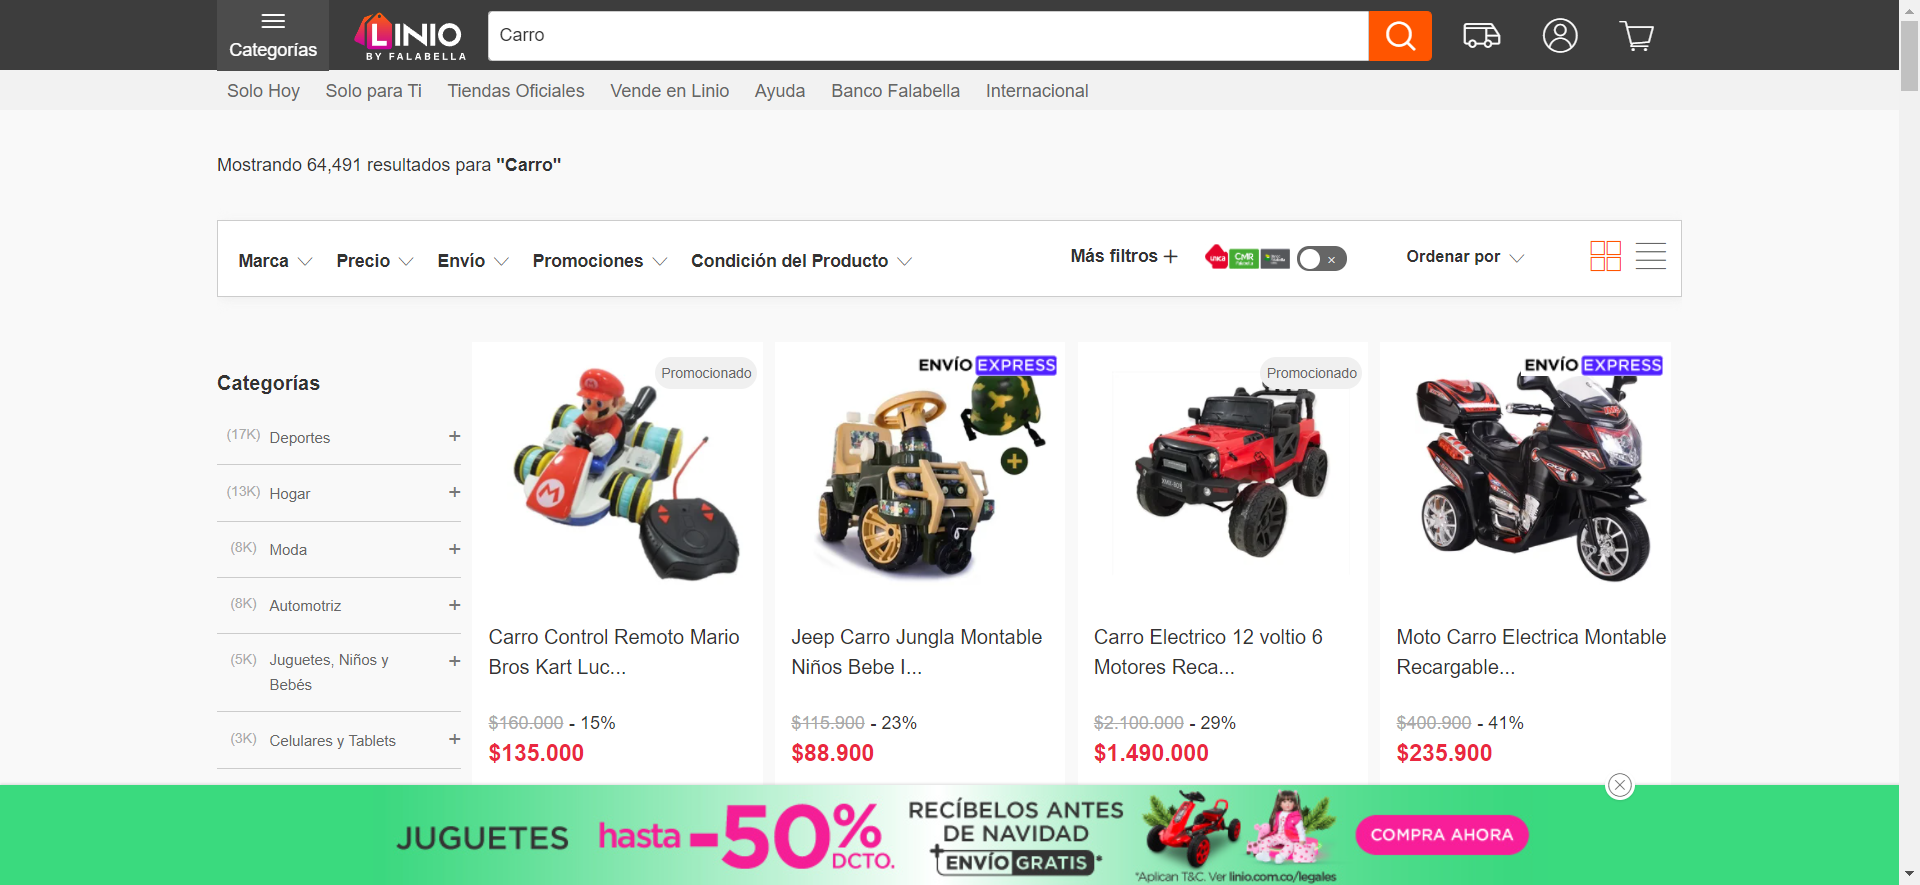 Categorías
LINIO
BY FALABELLA
Carro
Solo Hoy
Solo para Ti
Tiendas Oficiales
Vende en Linio
Ayuda
Banco Falabella
Internacional
Mostrando 64,491 resultados para "Carro"
Marca
Precio
Envío
Promociones
Condición del Producto
Más filtros +
única
CMR
Ordenar por
Categorías
(17K) Deportes +
(13K) Hogar +
(8K) Moda +
(8K) Automotriz +
(5K) Juguetes, Niños y
Bebés +
(3K) Celulares y Tablets +
Promocionado
Carro Control Remoto Mario
Bros Kart Luc...
$160.000 - 15%
$135.000
ENVÍO EXPRESS
Jeep Carro Jungla Montable
Niños Bebe I...
$115.900 - 23%
$88.900
Promocionado
Carro Electrico 12 voltio 6
Motores Reca...
$2.100.000 - 29%
$1.490.000
ENVÍO EXPRESS
Moto Carro Electrica Montable
Recargable...
$400.900 - 41%
$235.900
JUGUETES
hasta -50%
DCTO.
RECÍBELOS ANTES
DE NAVIDAD
+ENVÍO GRATIS*
*Aplican T&C. Ver linio.com.co/legales
COMPRA AHORA